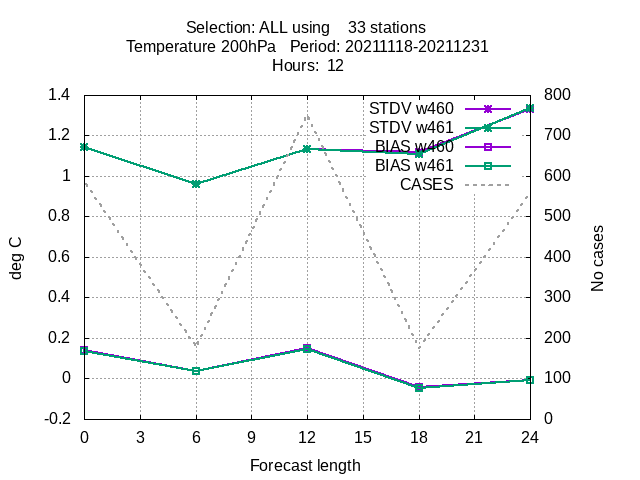 Selection: ALL using    33 stations
Temperature 200hPa   Period: 20211118-20211231
Hours:  12
1.4
1.2
1
0.8
0.6
0.4
0.2
0
-0.2
800
700
600
500
400
300
200
100
0
STDV w460
STDV w461
BIAS w460
BIAS w461
CASES
deg C
No cases
0 3 6 9 12 15 18 21 24
Forecast length